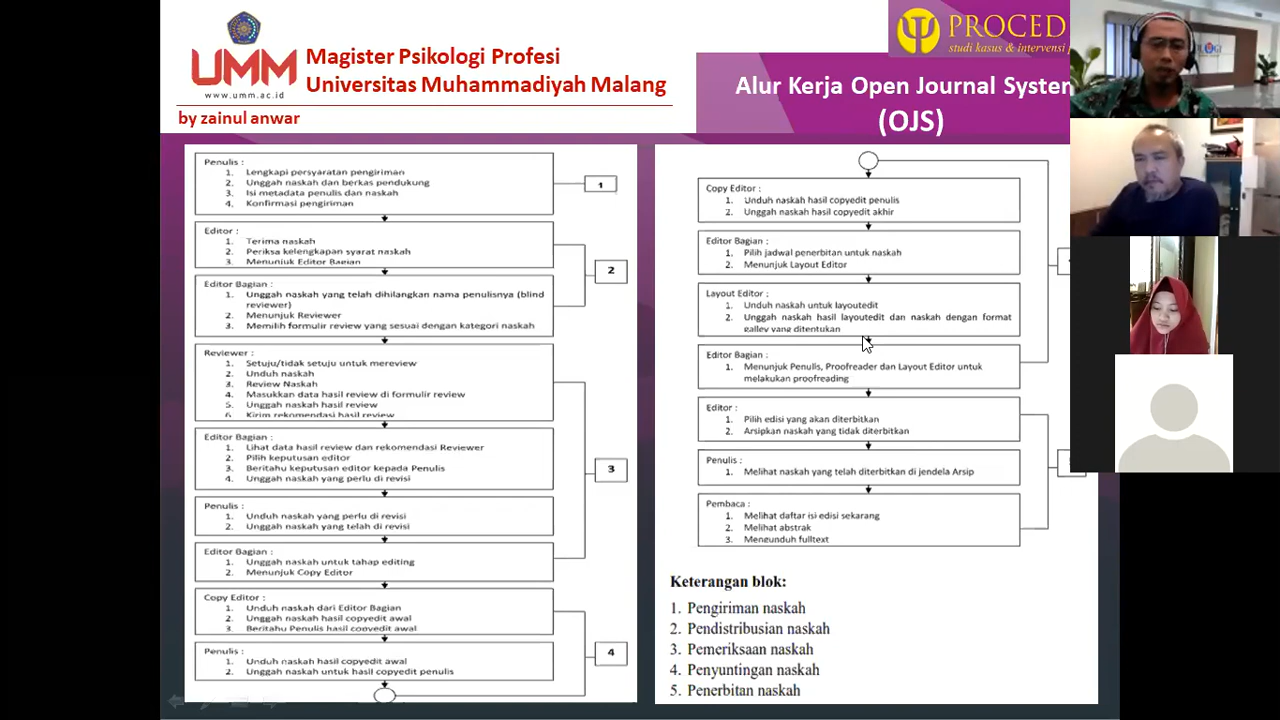 UMM
www.umm.ac.id
Magister Psikologi Profesi
Universitas Muhammadiyah Malang
by zainul anwar
PROCED
studi kasus & intervensi
Alur Kerja Open Journal System
(OJS)
Penulis :
1. Lengkapi persyaratan pengiriman
2. Unggah naskah dan berkas pendukung
3. Isi metadata penulis dan naskah
4. Konfirmasi pengiriman
1
Editor :
1. Terima naskah
2. Periksa kelengkapan syarat naskah
3. Menunjuk Editor Bagian
2
Editor Bagian :
1. Unggah naskah yang telah dihilangkan nama penulisnya (blind
reviewer)
2. Menunjuk Reviewer
3. Memilih formulir review yang sesuai dengan kategori naskah
Reviewer :
1. Setuju/tidak setuju untuk mereview
2. Unduh naskah
3. Review Naskah
4. Masukkan data hasil review di formulir review
5. Unggah naskah hasil review
6. Kirim rekomendasi hasil review
Editor Bagian :
1. Lihat data hasil review dan rekomendasi Reviewer
2. Pilih keputusan editor
3. Beritahu keputusan editor kepada Penulis
4. Unggah naskah yang perlu di revisi
3
Penulis :
1. Unduh naskah yang perlu di revisi
2. Unggah naskah yang telah di revisi
Editor Bagian :
1. Unggah naskah untuk tahap editing
2. Menunjuk Copy Editor
Copy Editor :
1. Unduh naskah dari Editor Bagian
2. Unggah naskah hasil copyedit awal
3. Beritahu Penulis hasil copyedit awal
4
Penulis :
1. Unduh naskah hasil copyedit awal
2. Unggah naskah untuk hasil copyedit penulis
Copy Editor :
1. Unduh naskah hasil copyedit penulis
2. Unggah naskah hasil copyedit akhir
Editor Bagian :
1. Pilih jadwal penerbitan untuk naskah
2. Menunjuk Layout Editor
Layout Editor :
1. Unduh naskah untuk layoutedit
2. Unggah naskah hasil layoutedit dan naskah dengan format
galley yang ditentukan
Editor Bagian :
1. Menunjuk Penulis, Proofreader dan Layout Editor untuk
melakukan proofreading
Editor :
1. Pilih edisi yang akan diterbitkan
2. Arsipkan naskah yang tidak diterbitkan
Penulis :
1. Melihat naskah yang telah diterbitkan di jendela Arsip
Pembaca :
1. Melihat daftar isi edisi sekarang
2. Melihat abstrak
3. Mengunduh fulltext
Keterangan blok:
1. Pengiriman naskah
2. Pendistribusian naskah
3. Pemeriksaan naskah
4. Penyuntingan naskah
5. Penerbitan naskah